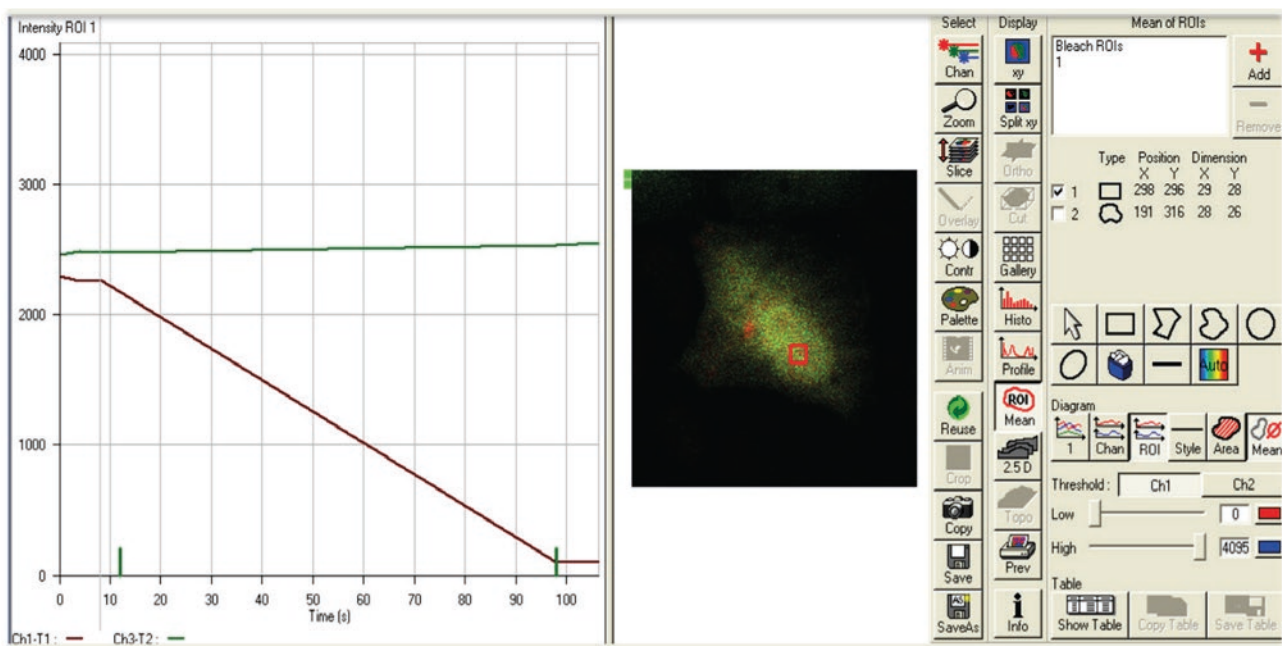 Intensity ROI 1
4000
3000
2000
1000
0
0 10 20 30 40 50 60 70 80 90 100
Time (s)
Ch1-T1 : Ch3-T2 :
Select
Chan
Zoom
Slice
Overlay
Contr
Palette
Anim
Reuse
Crop
Copy
Save
AS
SaveAs
Display
xy
Split xy
Ortho
Cut
Gallery
Histo
Profile
ROI
Mean
2.5 D
Topo
Prev
i
Info
Mean of ROIs
Bleach ROIs
1
Add
Remove
Type Position Dimension
X Y X Y
1 298 296 29 28
2 191 316 28 26
Auto
Diagram
1 Chan ROI Style Area Mean
Threshold : Ch1 Ch2
Low 0
High 4095
Table
Show Table Copy Table Save Table